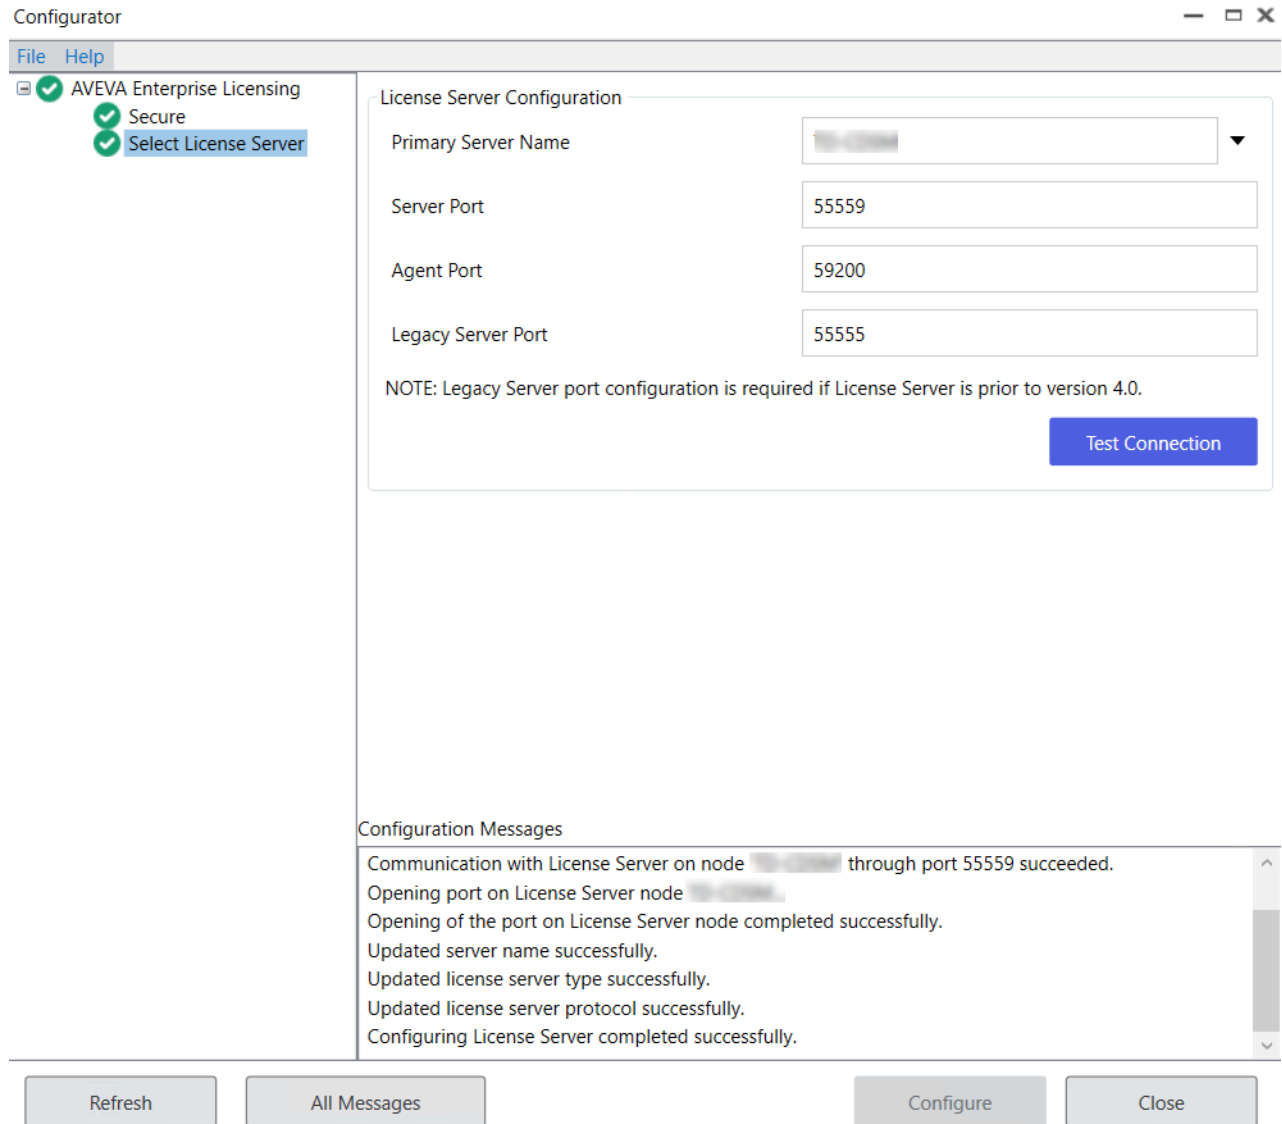 Configurator
File Help
AVEVA Enterprise Licensing
Secure
Select License Server
License Server Configuration
Primary Server Name
Server Port 55559
Agent Port 59200
Legacy Server Port 55555
NOTE: Legacy Server port configuration is required if License Server is prior to version 4.0.
Test Connection
Configuration Messages
Communication with License Server on node through port 55559 succeeded.
Opening port on License Server node
Opening of the port on License Server node completed successfully.
Updated server name successfully.
Updated license server type successfully.
Updated license server protocol successfully.
Configuring License Server completed successfully.
Refresh All Messages Configure Close